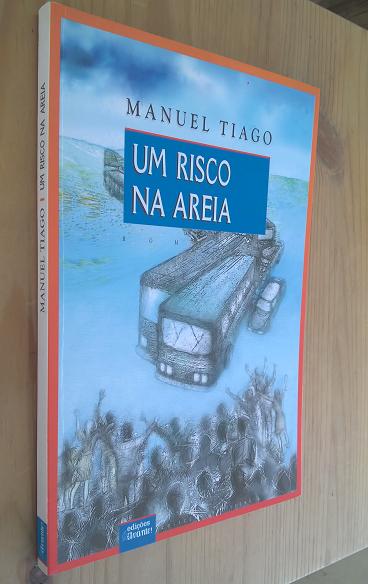 MANUEL TIAGO
UM RISCO
NA AREIA
edições
Avante!
MANUEL TIAGO UM RISCO NA AREIA